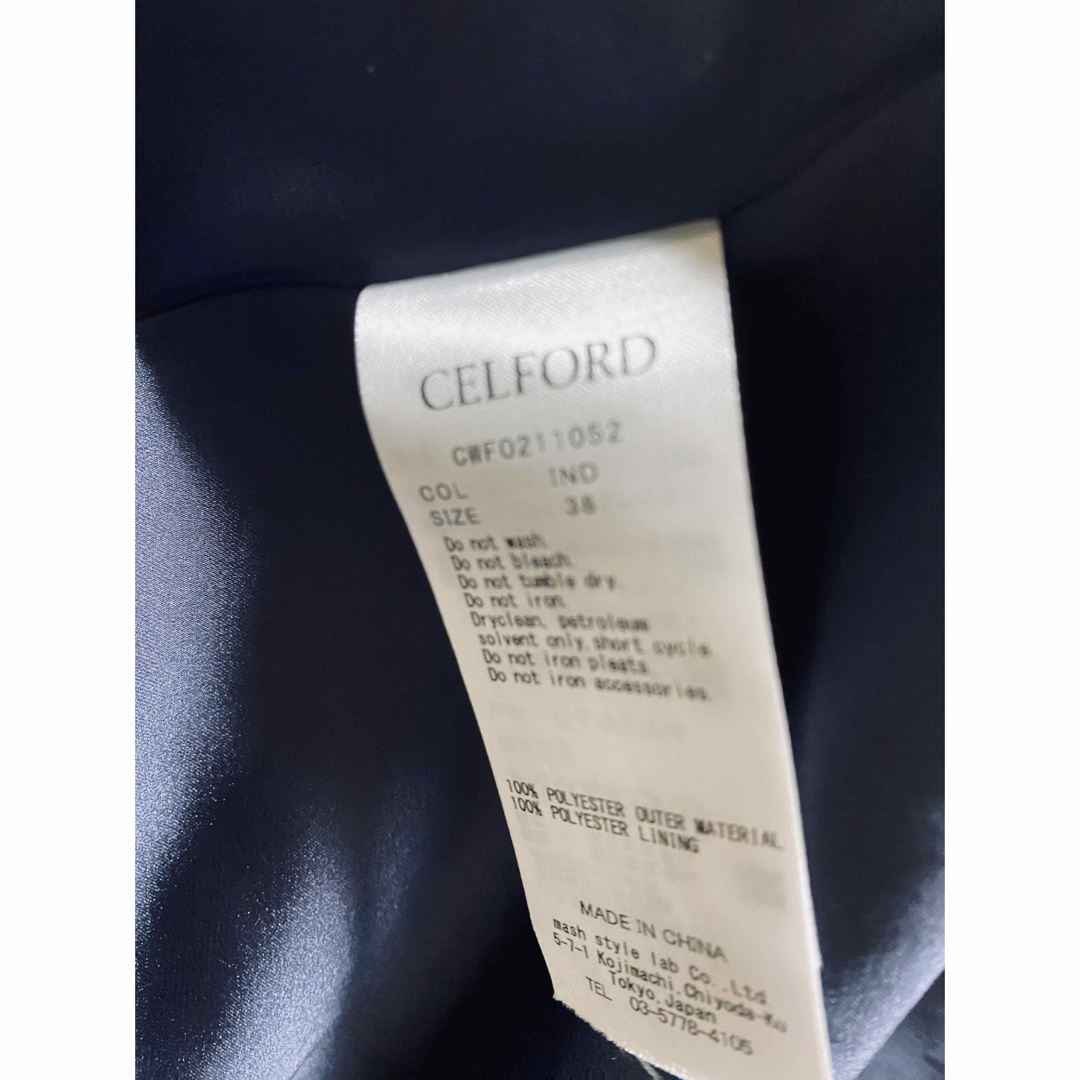 CELFORD
CWFO211052
COL IND
SIZE 38
Do not wash.
Do not bleach.
Do not tumble dry.
Do not iron.
Dryclean, petroleum
solvent only,short cycle
Do not iron pleats.
Do not iron accessories.
100% POLYESTER OUTER MATERIAL
100% POLYESTER LINING
MADE IN CHINA
mash style lab Co.,Ltd.
5-7-1 Kojimachi,Chiyoda-Ku
Tokyo,Japan
TEL 03-5778-4105